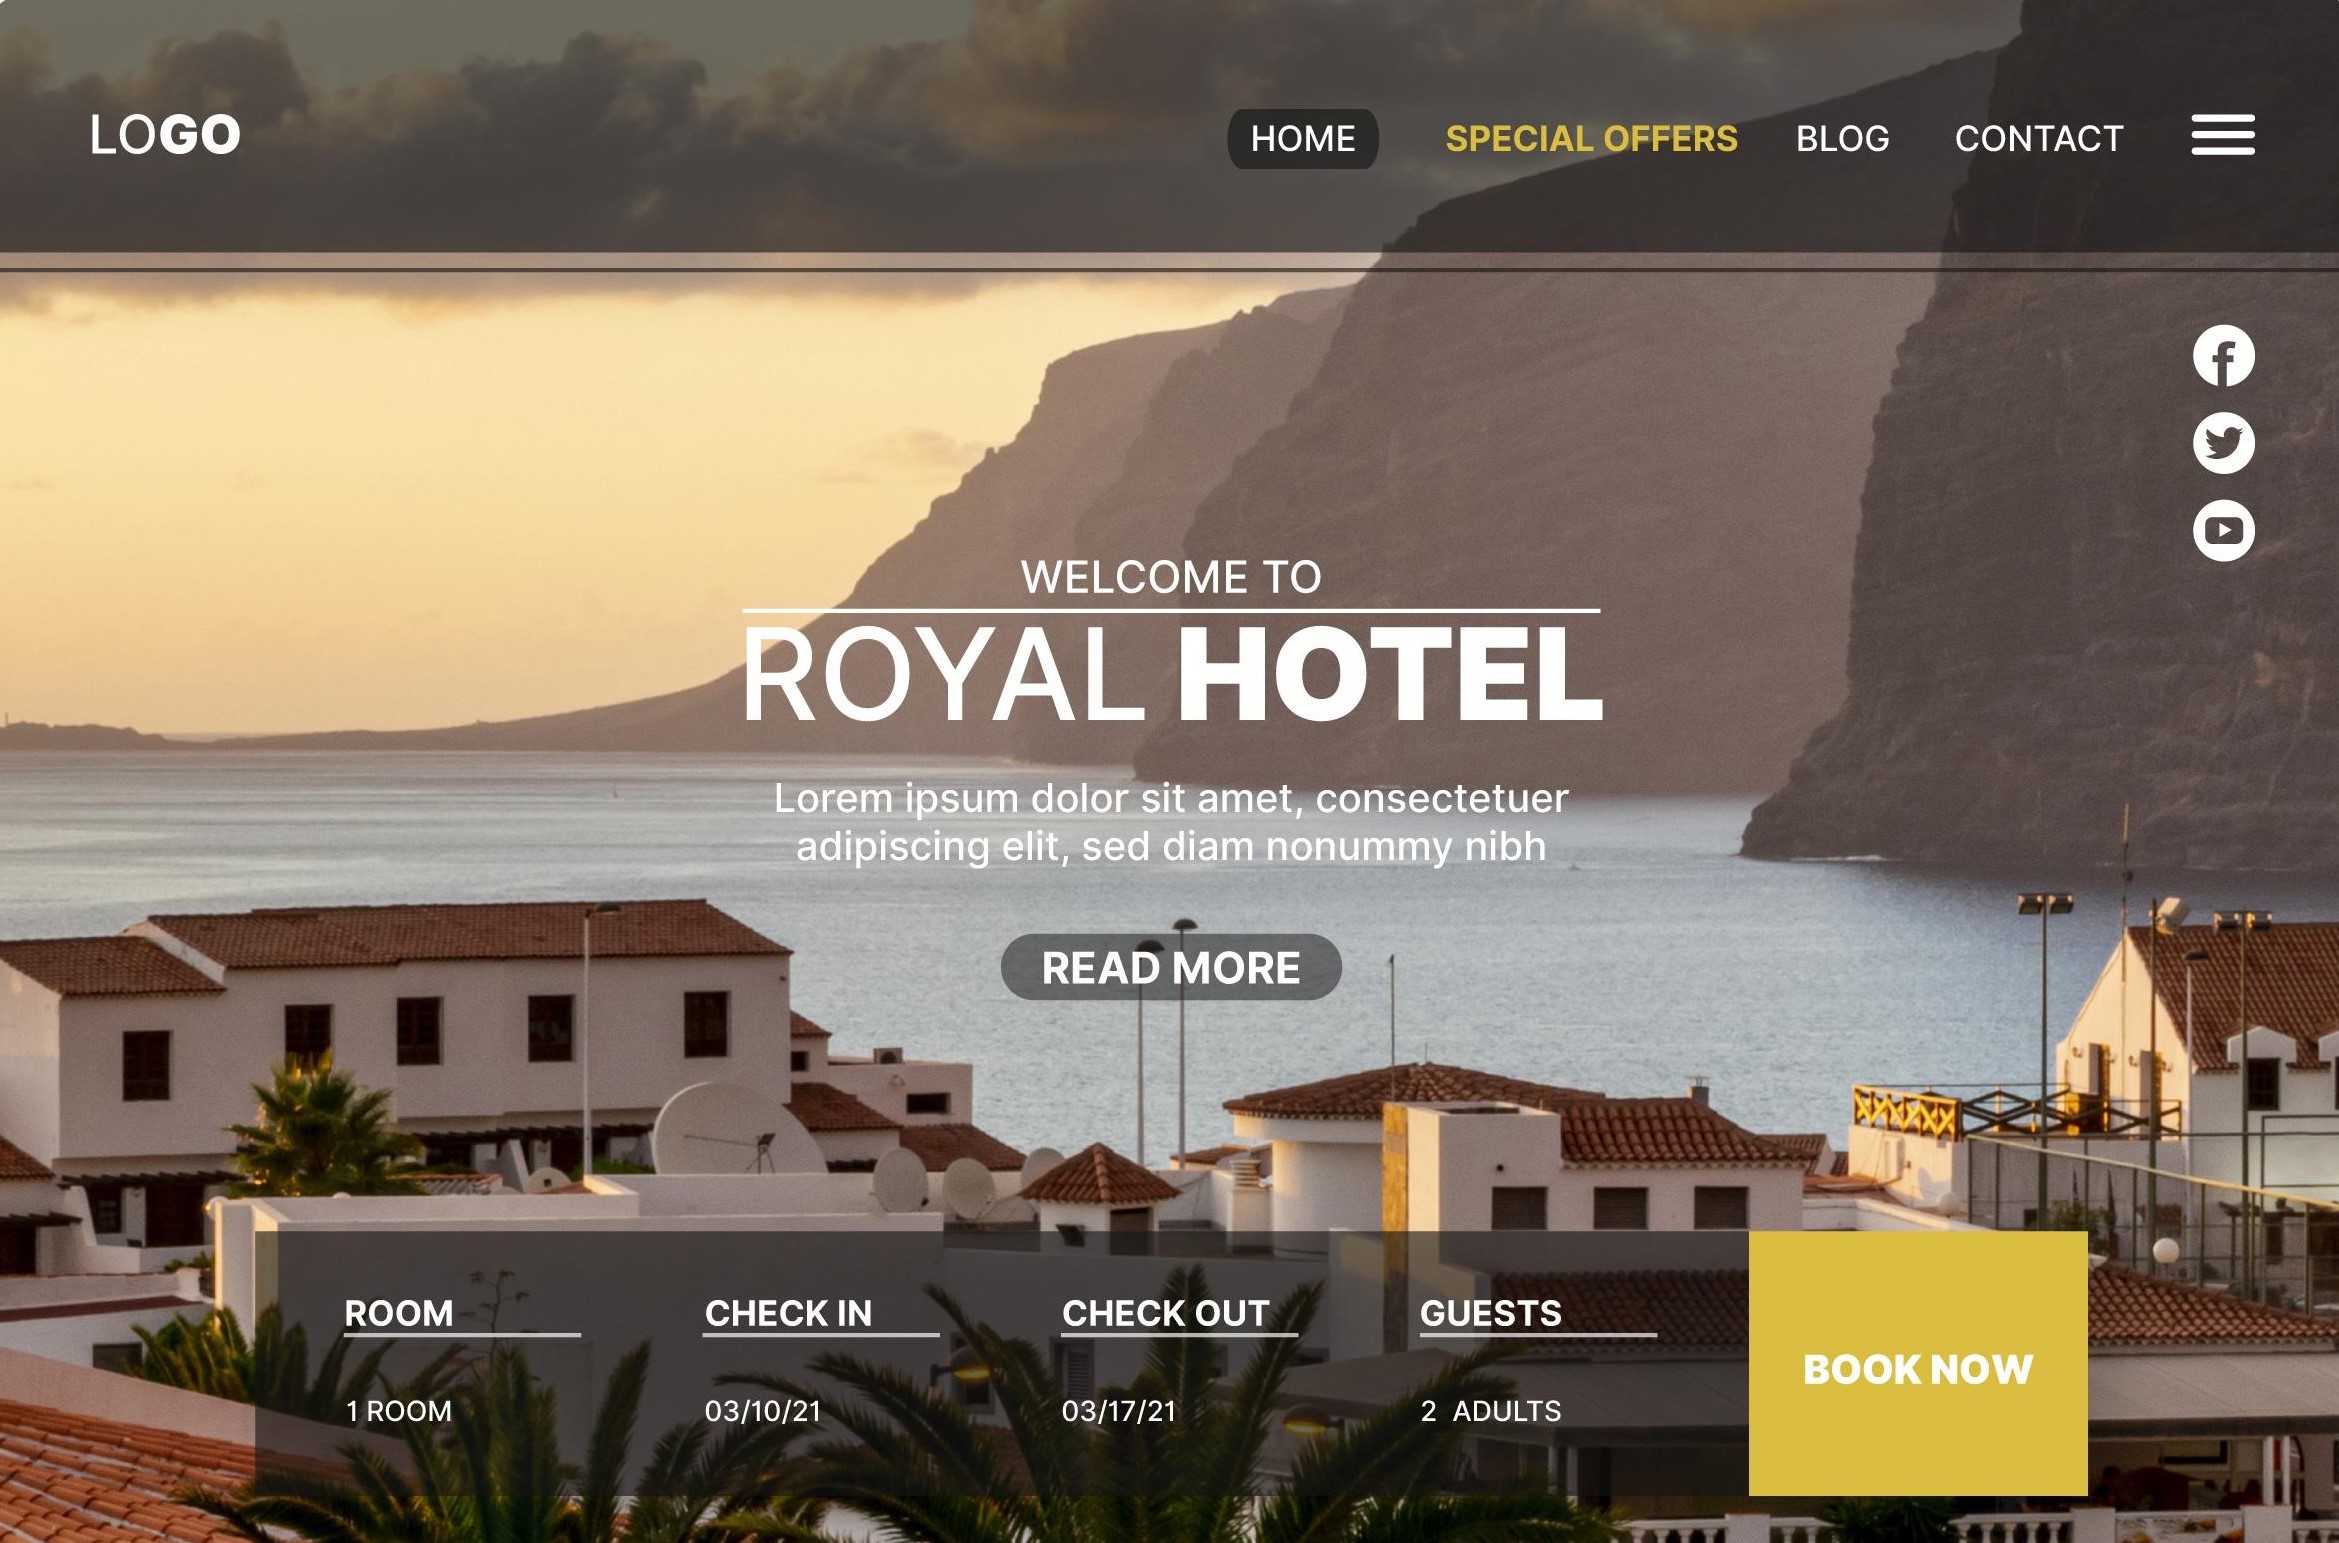 LOGO
HOME SPECIAL OFFERS BLOG CONTACT
WELCOME TO
ROYAL HOTEL
Lorem ipsum dolor sit amet, consectetuer
adipiscing elit, sed diam nonummy nibh
READ MORE
ROOM CHECK IN CHECK OUT GUESTS
BOOK NOW
1 ROOM 03/10/21 03/17/21 2 ADULTS